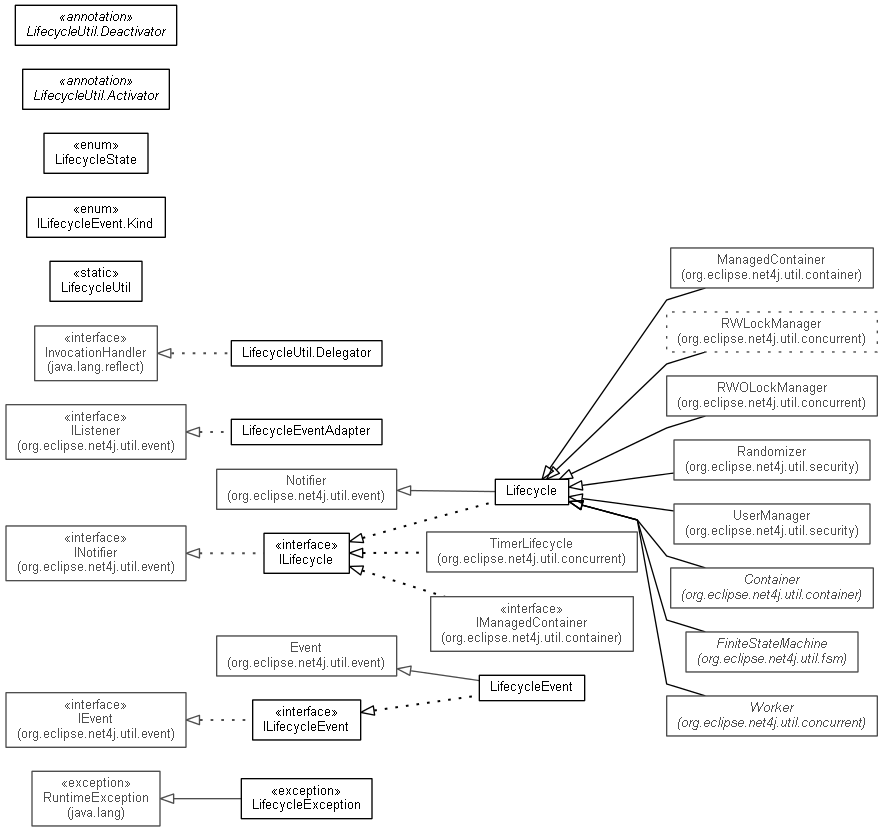 «annotation»
LifecycleUtil.Deactivator
«annotation»
LifecycleUtil.Activator
«enum»
LifecycleState
«enum»
ILifecycleEvent.Kind
«static»
LifecycleUtil
«interface»
InvocationHandler
(java.lang.reflect)
LifecycleUtil.Delegator
«interface»
IListener
(org.eclipse.net4j.util.event)
LifecycleEventAdapter
Notifier
(org.eclipse.net4j.util.event)
Lifecycle
«interface»
INotifier
(org.eclipse.net4j.util.event)
«interface»
ILifecycle
TimerLifecycle
(org.eclipse.net4j.util.concurrent)
«interface»
IManagedContainer
(org.eclipse.net4j.util.container)
Event
(org.eclipse.net4j.util.event)
LifecycleEvent
«interface»
IEvent
(org.eclipse.net4j.util.event)
«interface»
ILifecycleEvent
«exception»
RuntimeException
(java.lang)
«exception»
LifecycleException
ManagedContainer
(org.eclipse.net4j.util.container)
RWLockManager
(org.eclipse.net4j.util.concurrent)
RWOLockManager
(org.eclipse.net4j.util.concurrent)
Randomizer
(org.eclipse.net4j.util.security)
UserManager
(org.eclipse.net4j.util.security)
Container
(org.eclipse.net4j.util.container)
FiniteStateMachine
(org.eclipse.net4j.util.fsm)
Worker
(org.eclipse.net4j.util.concurrent)